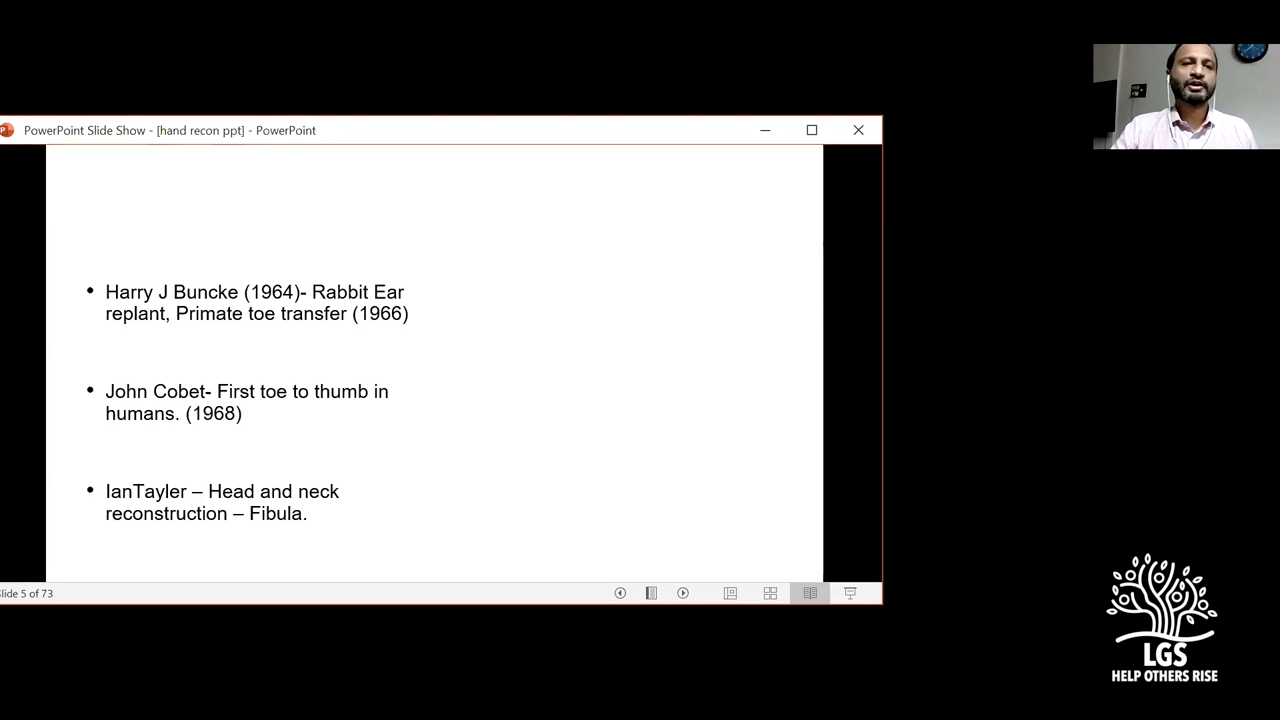 PowerPoint Slide Show - [hand recon ppt] - PowerPoint
• Harry J Buncke (1964)- Rabbit Ear
replant, Primate toe transfer (1966)
• John Cobet- First toe to thumb in
humans. (1968)
• IanTayler – Head and neck
reconstruction – Fibula.
Slide 5 of 73
LGS
HELP OTHERS RISE